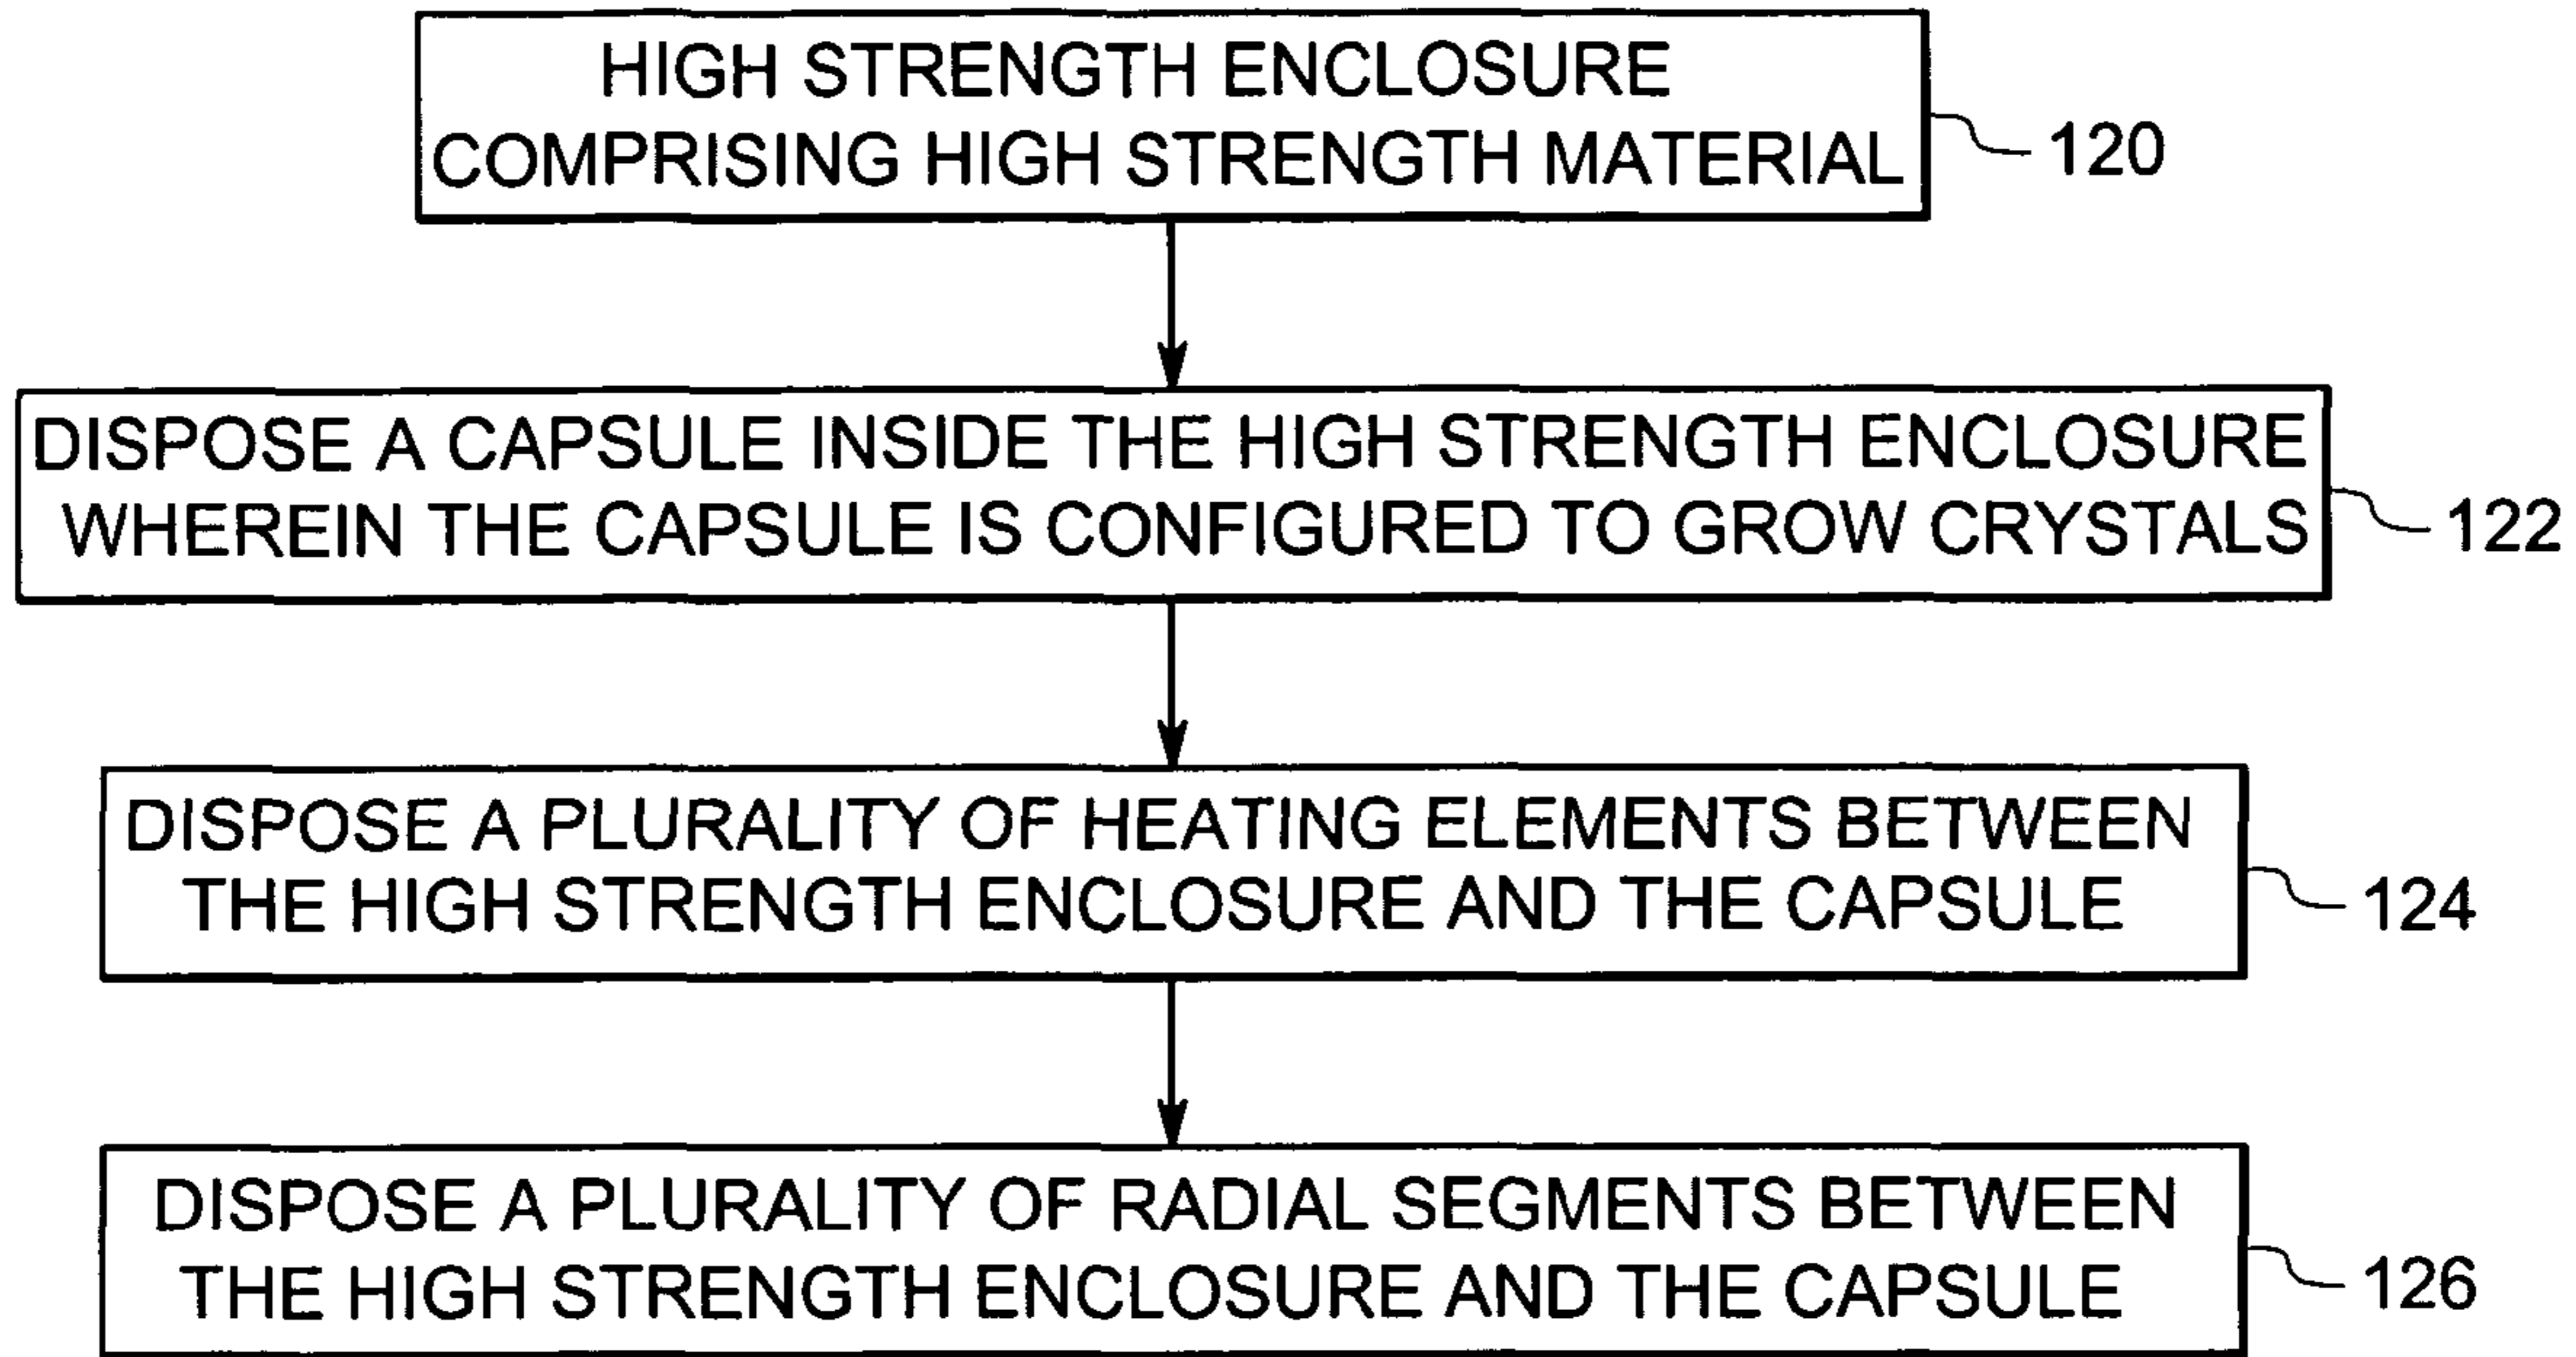 HIGH STRENGTH ENCLOSURE
COMPRISING HIGH STRENGTH MATERIAL
120
DISPOSE A CAPSULE INSIDE THE HIGH STRENGTH ENCLOSURE
WHEREIN THE CAPSULE IS CONFIGURED TO GROW CRYSTALS
122
DISPOSE A PLURALITY OF HEATING ELEMENTS BETWEEN
THE HIGH STRENGTH ENCLOSURE AND THE CAPSULE
124
DISPOSE A PLURALITY OF RADIAL SEGMENTS BETWEEN
THE HIGH STRENGTH ENCLOSURE AND THE CAPSULE
126